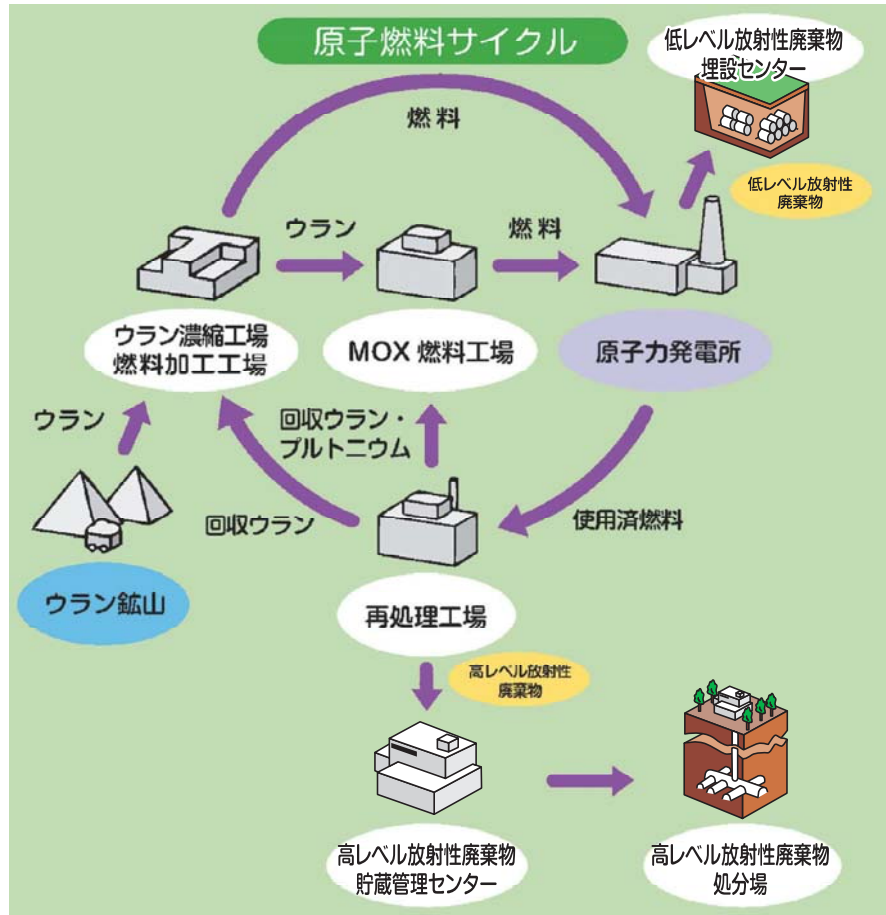 原子燃料サイクル
低レベル放射性廃棄物
埋設センター
燃料
低レベル放射性
廃棄物
ウラン
燃料
ウラン濃縮工場
燃料加工工場
MOX 燃料工場
原子力発電所
ウラン
回収ウラン・
プルトニウム
回収ウラン
使用済燃料
ウラン鉱山
再処理工場
高レベル放射性
廃棄物
高レベル放射性廃棄物
貯蔵管理センター
高レベル放射性廃棄物
処分場